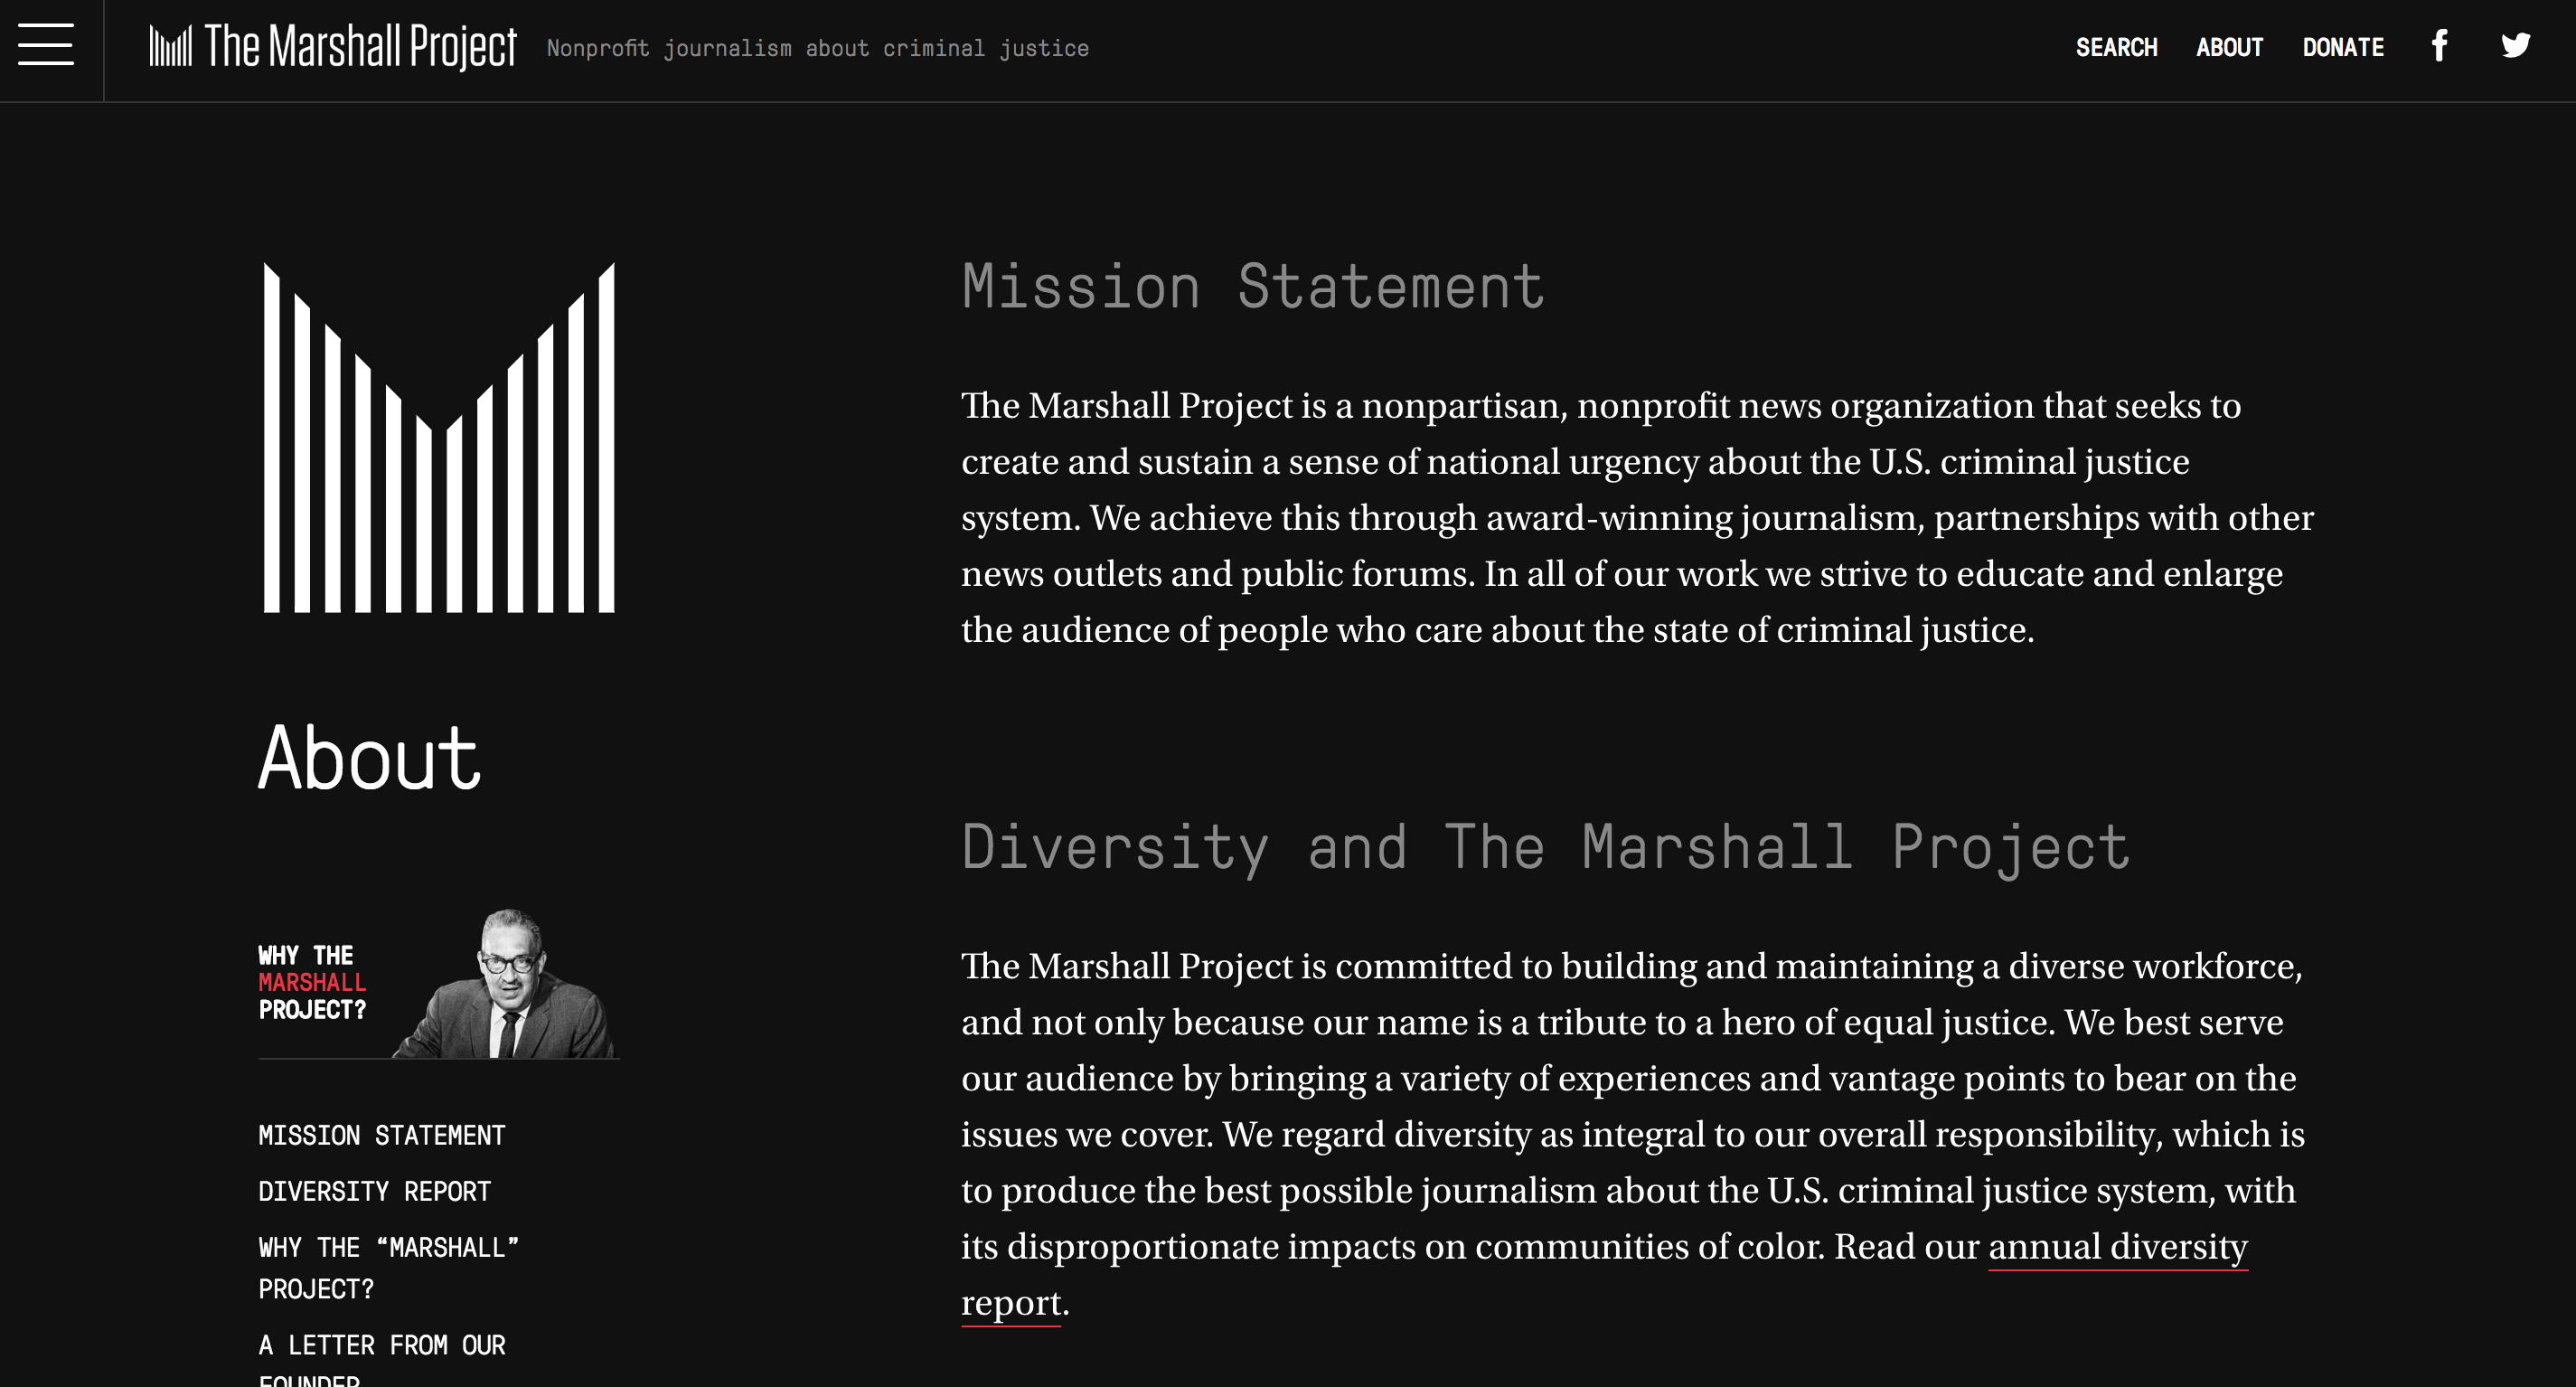 The Marshall Project
Nonprofit journalism about criminal justice
SEARCH
ABOUT
DONATE
About
WHY THE
MARSHALL
PROJECT?
MISSION STATEMENT
DIVERSITY REPORT
WHY THE “MARSHALL”
PROJECT?
A LETTER FROM OUR
FOUNDER
Mission Statement
The Marshall Project is a nonpartisan, nonprofit news organization that seeks to
create and sustain a sense of national urgency about the U.S. criminal justice
system. We achieve this through award-winning journalism, partnerships with other
news outlets and public forums. In all of our work we strive to educate and enlarge
the audience of people who care about the state of criminal justice.
Diversity and The Marshall Project
The Marshall Project is committed to building and maintaining a diverse workforce,
and not only because our name is a tribute to a hero of equal justice. We best serve
our audience by bringing a variety of experiences and vantage points to bear on the
issues we cover. We regard diversity as integral to our overall responsibility, which is
to produce the best possible journalism about the U.S. criminal justice system, with
its disproportionate impacts on communities of color. Read our annual diversity
report.